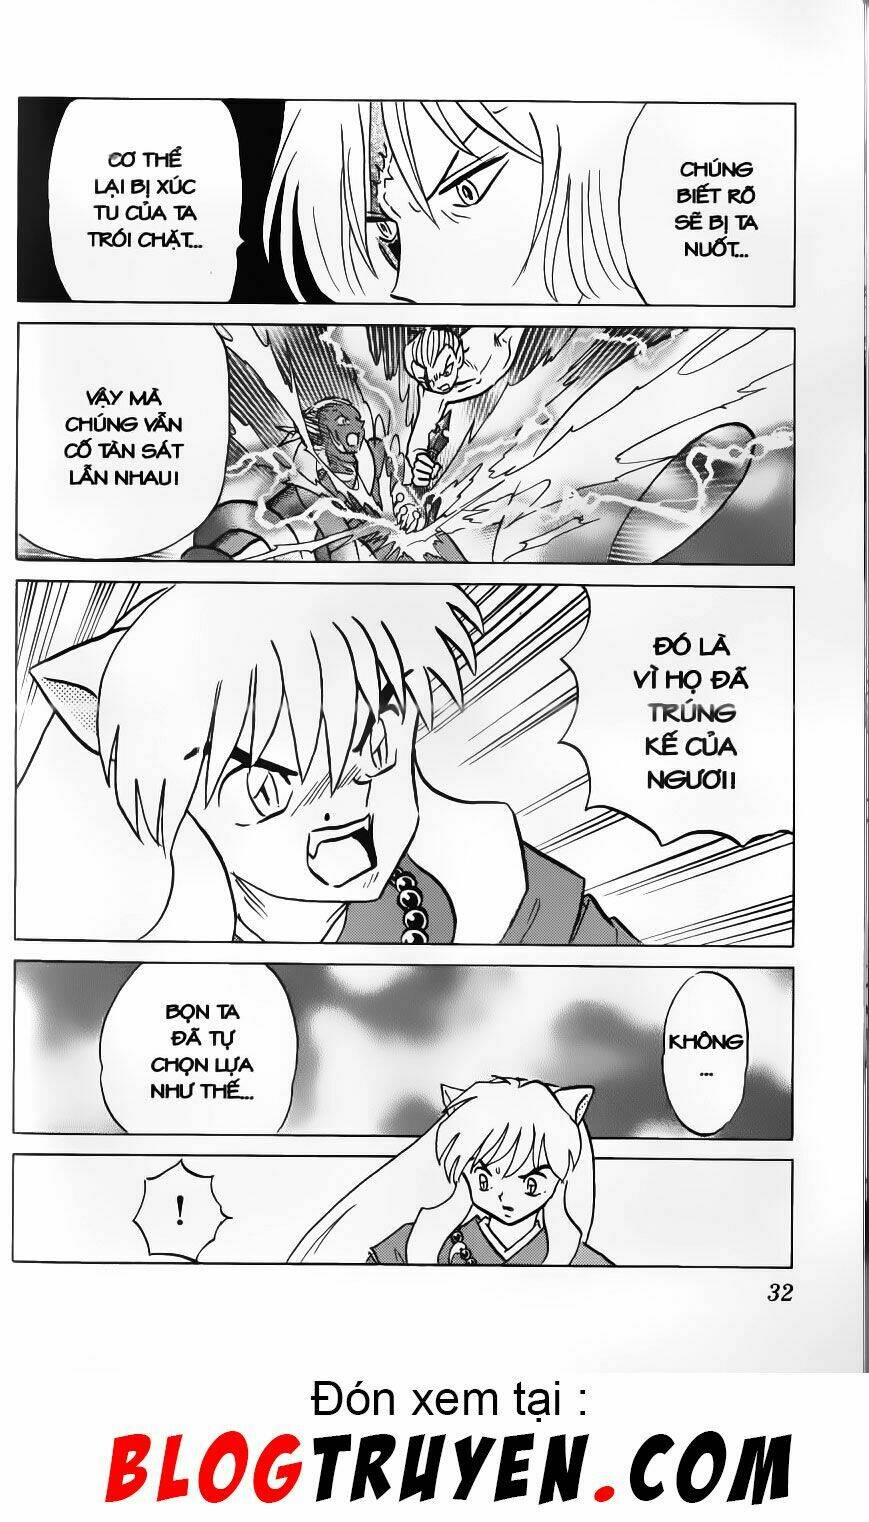 CHÚNG
BIẾT RÕ
SẼ BỊ TA
NUỐT...
CƠ THỂ
LẠI BỊ XÚC
TU CỦA TA
TRÓI CHẶT...
VẬY MÀ
CHÚNG VẪN
CỐ TÀN SÁT
LẪN NHAU!
ĐÓ LÀ
VÌ HỌ ĐÃ
TRÚNG
KẾ CỦA
NGƯƠI!
KHÔNG
...
BỌN TA
ĐÃ TỰ
CHỌN LỰA
NHƯ THẾ...
!
32
Đón xem tại :
BLOGTRUYEN.COM